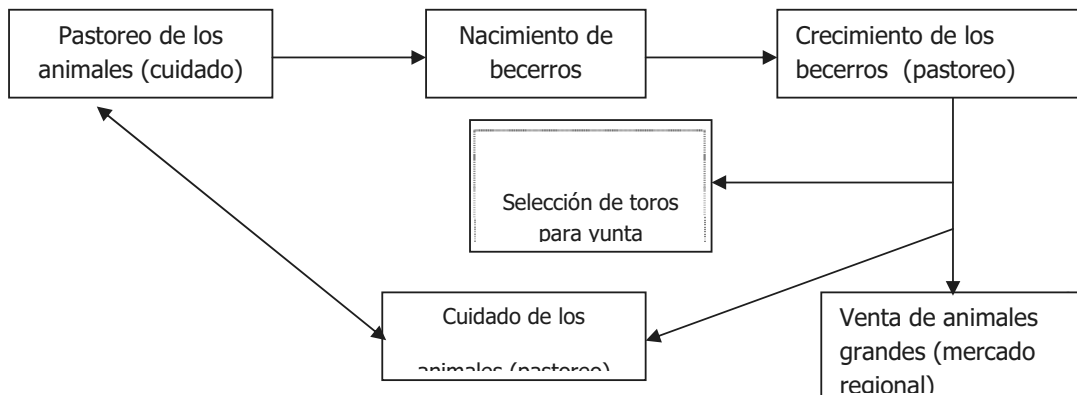 Pastoreo de los
animales (cuidado)
Nacimiento de
becerros
Crecimiento de los
becerros (pastoreo)
Selección de toros
para yunta
Cuidado de los
animales (pastoreo)
Venta de animales
grandes (mercado
regional)